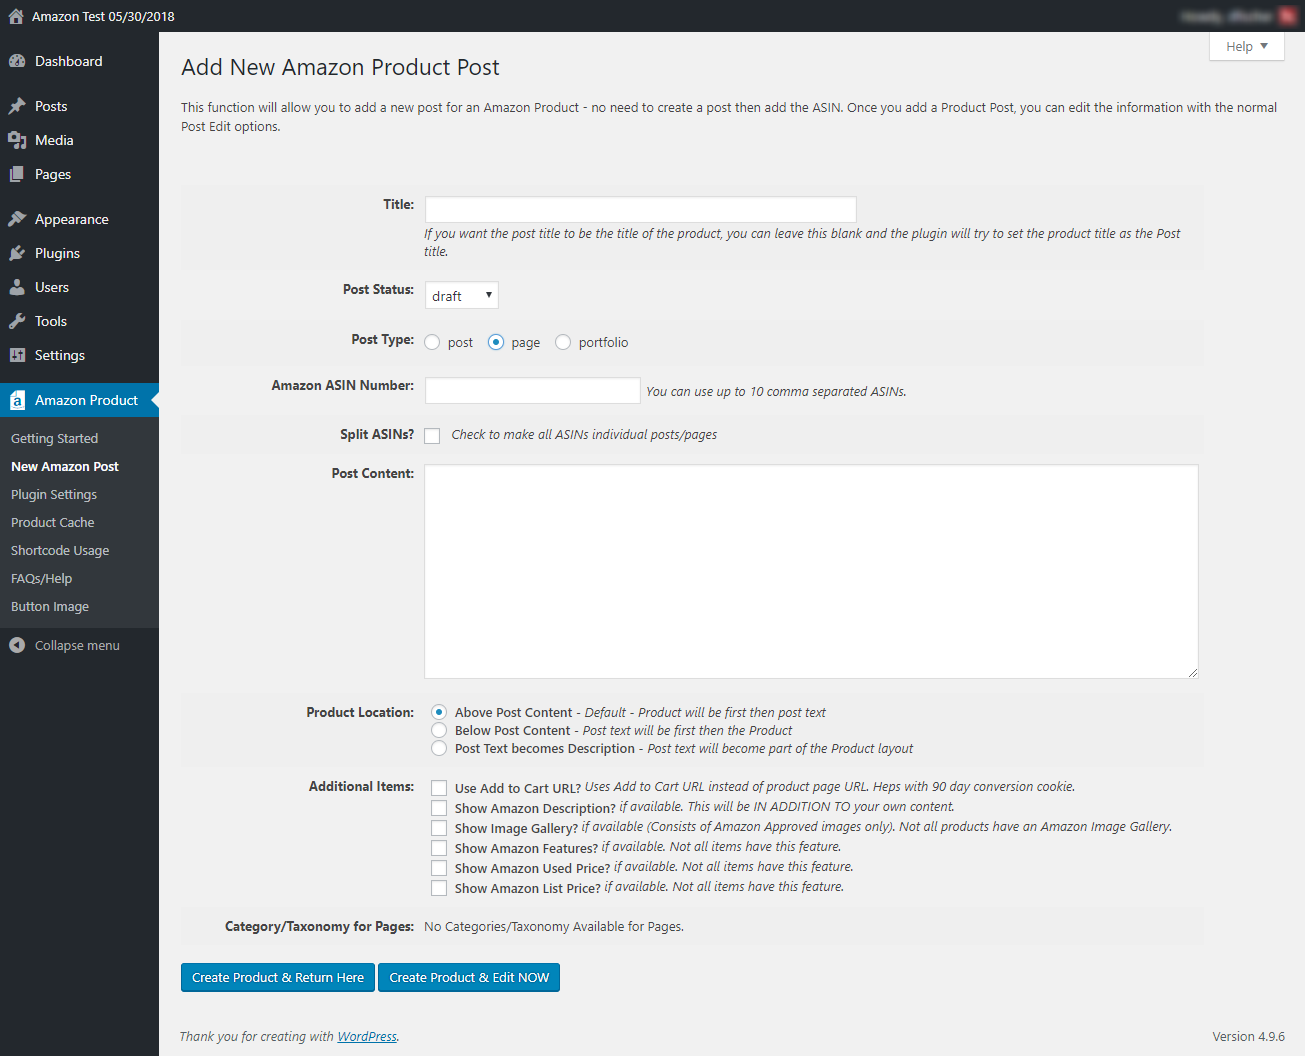 Amazon Test 05/30/2018
Help
Dashboard
Posts
Media
Pages
Appearance
Plugins
Users
Tools
Settings
Amazon Product
Getting Started
New Amazon Post
Plugin Settings
Product Cache
Shortcode Usage
FAQs/Help
Button Image
Collapse menu
Add New Amazon Product Post
This function will allow you to add a new post for an Amazon Product - no need to create a post then add the ASIN. Once you add a Product Post, you can edit the information with the normal
Post Edit options.
Title:
If you want the post title to be the title of the product, you can leave this blank and the plugin will try to set the product title as the Post
title.
Post Status: draft
Post Type: post page portfolio
Amazon ASIN Number: You can use up to 10 comma separated ASINs.
Split ASINs? Check to make all ASINs individual posts/pages
Post Content:
Product Location: Above Post Content - Default - Product will be first then post text
Below Post Content - Post text will be first then the Product
Post Text becomes Description - Post text will become part of the Product layout
Additional Items: Use Add to Cart URL? Uses Add to Cart URL instead of product page URL. Heps with 90 day conversion cookie.
Show Amazon Description? if available. This will be IN ADDITION TO your own content.
Show Image Gallery? if available (Consists of Amazon Approved images only). Not all products have an Amazon Image Gallery.
Show Amazon Features? if available. Not all items have this feature.
Show Amazon Used Price? if available. Not all items have this feature.
Show Amazon List Price? if available. Not all items have this feature.
Category/Taxonomy for Pages: No Categories/Taxonomy Available for Pages.
Create Product & Return Here Create Product & Edit NOW
Thank you for creating with WordPress. Version 4.9.6